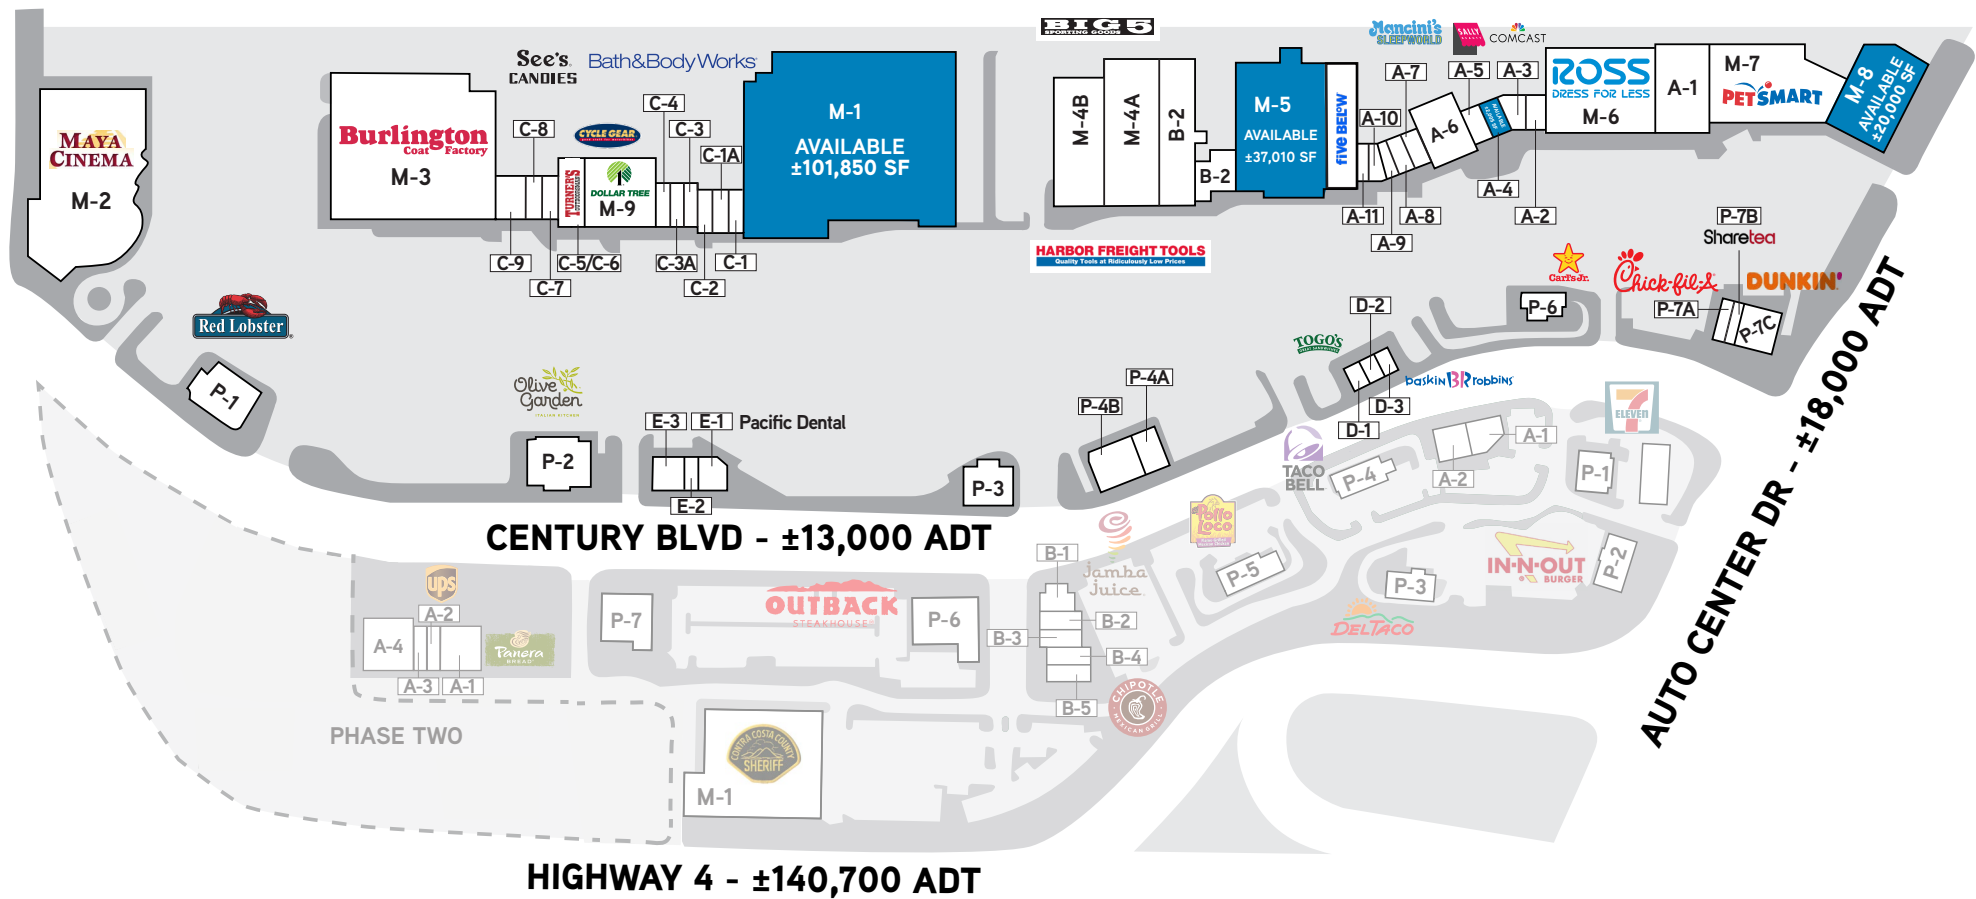 BIG 5
SPORTING GOODS
Mancini's
SLEEPWORLD
SALLY
BEAUTY
COMCAST
See's
CANDIES
Bath & Body Works
MAYA
CINEMA
M-2
Burlington
Coat Factory
M-3
C-8
CYCLE GEAR
C-4
C-3
C-1A
TURNER'S
OUTDOORSMAN
DOLLAR TREE
M-9
C-9
C-7
C-5/C-6
C-3A
C-2
C-1
M-1
AVAILABLE
±101,850 SF
M-4B
M-4A
B-2
B-2
M-5
AVAILABLE
±37,010 SF
five BELOW
A-10
A-7
A-5
A-3
A-6
AVAILABLE
A-11
A-9
A-8
A-4
A-2
ROSS
DRESS FOR LESS
M-6
A-1
M-7
PETSMART
M-8
AVAILABLE
±20,000 SF
HARBOR FREIGHT TOOLS
Quality Tools at Ridiculously Low Prices
P-7B
Sharetea
Carl's Jr.
Chick-fil-A
DUNKIN'
P-6
P-7A
P-7C
Red Lobster
P-1
Olive
Garden
ITALIAN KITCHEN
P-2
E-3
E-1
Pacific Dental
E-2
P-3
P-4B
P-4A
TOGO'S
D-2
baskin BR robbins
D-3
D-1
CENTURY BLVD - ±13,000 ADT
AUTO CENTER DR - ±18,000 ADT
7
ELEVEN
TACO
BELL
P-4
A-1
A-2
P-1
Pollo
Loco
P-5
P-3
DEL TACO
IN-N-OUT
BURGER
P-2
Jamba
Juice
B-1
B-2
B-3
B-4
B-5
CHIPOTLE
MEXICAN GRILL
ups
A-2
A-4
A-3
A-1
Panera
BREAD
P-7
OUTBACK
STEAKHOUSE
P-6
PHASE TWO
CONTRA COSTA COUNTY
SHERIFF
M-1
HIGHWAY 4 - ±140,700 ADT